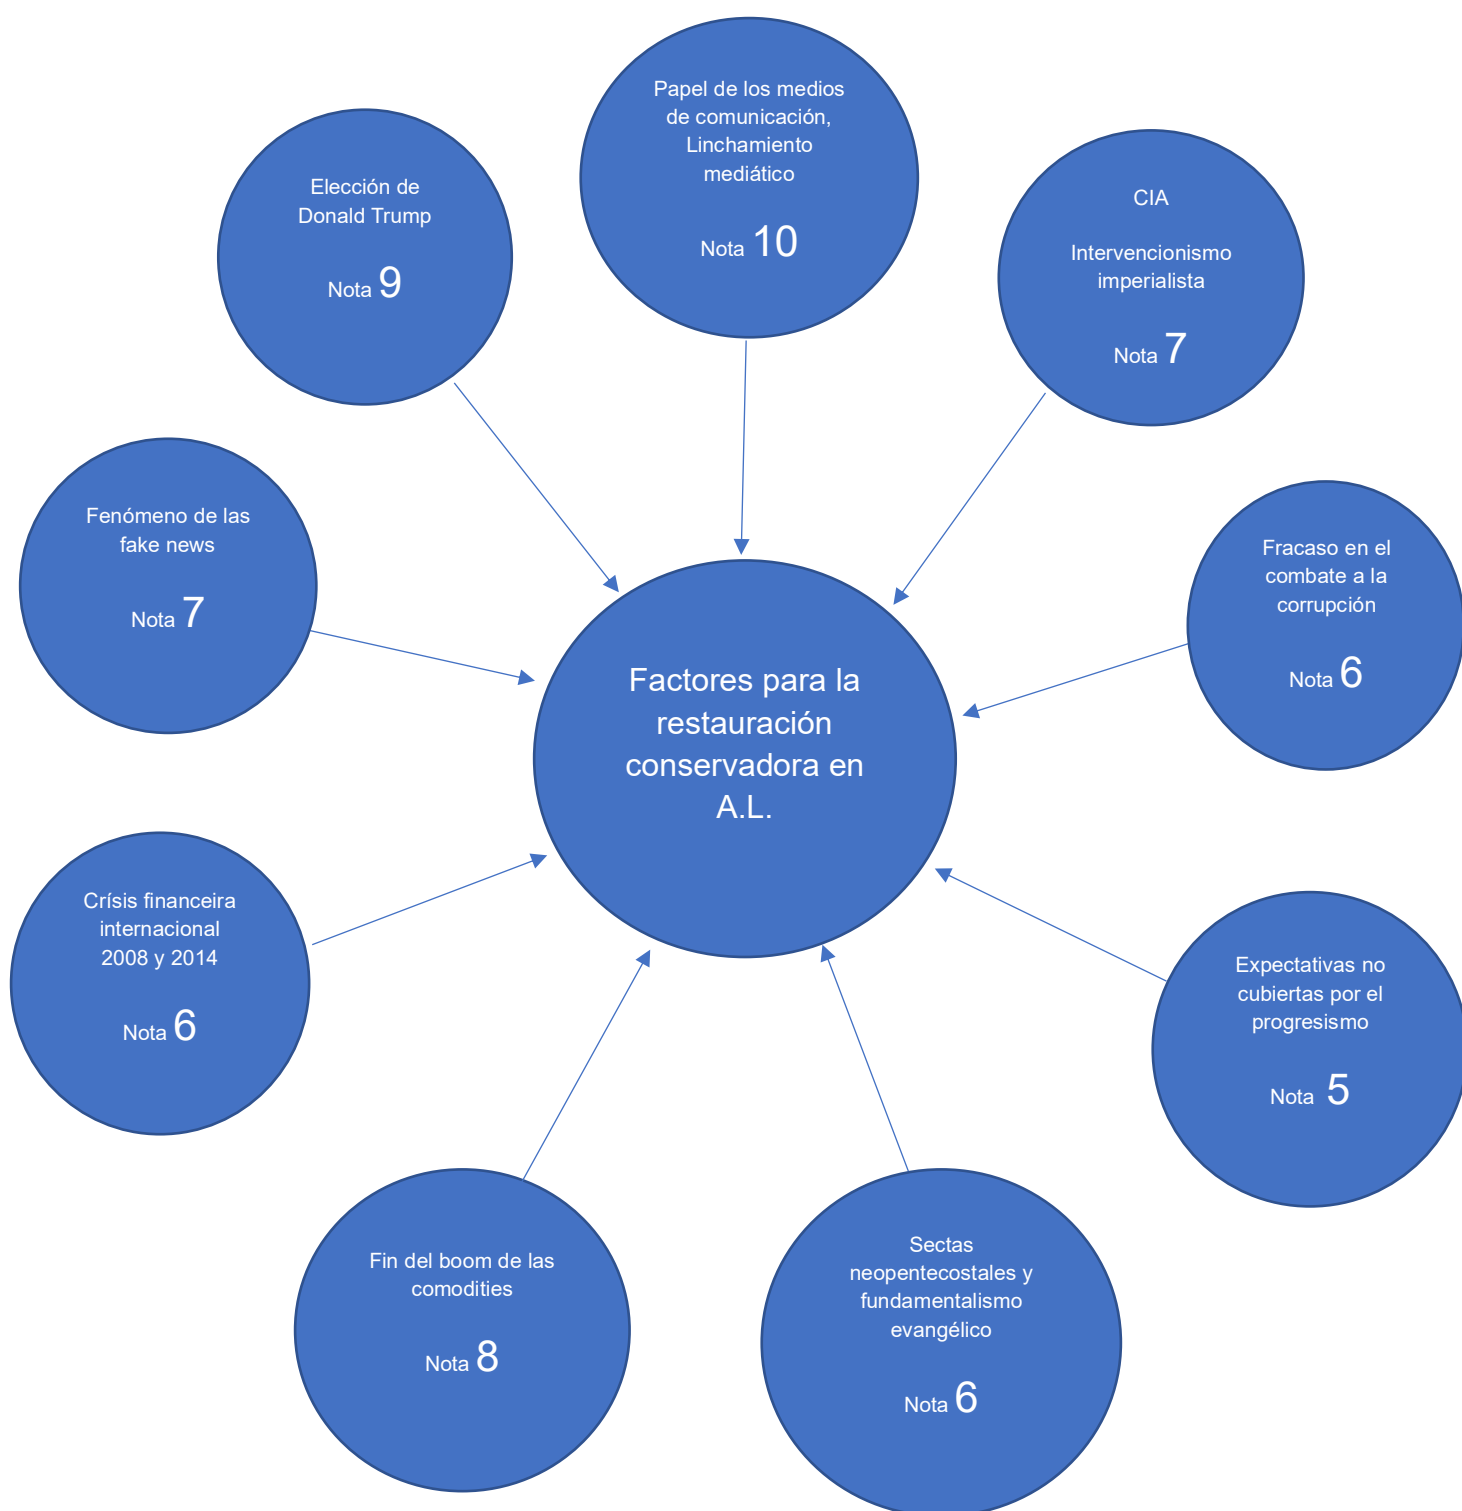 Papel de los medios
de comunicación,
Linchamiento
mediático
Nota 10
Elección de
Donald Trump
Nota 9
CIA
Intervencionismo
imperialista
Nota 7
Fenómeno de las
fake news
Nota 7
Fracaso en el
combate a la
corrupción
Nota 6
Factores para la
restauración
conservadora en
A.L.
Crísis financeira
internacional
2008 y 2014
Nota 6
Expectativas no
cubiertas por el
progresismo
Nota 5
Fin del boom de las
comodities
Nota 8
Sectas
neopentecostales y
fundamentalismo
evangélico
Nota 6